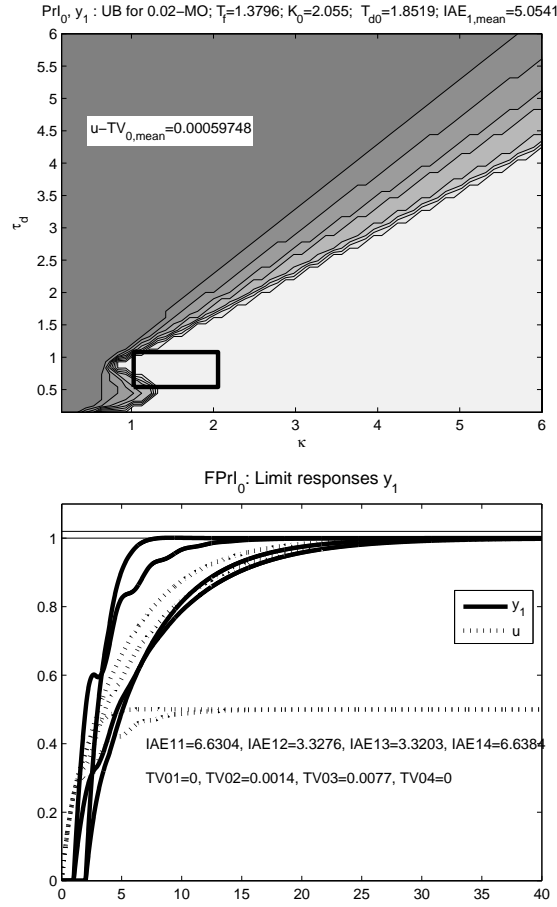 PrI0, y1 : UB for 0.02-MO; Tf=1.3796; K0=2.055; Td0=1.8519; IAE1,mean=5.0541
6
5.5
5
4.5
4
3.5
3
2.5
2
1.5
1
0.5
u-TV0,mean=0.00059748
τd
1 2 3 4 5 6
κ
FPrI0: Limit responses y1
1
0.8
0.6
0.4
0.2
0
y1
u
IAE11=6.6304, IAE12=3.3276, IAE13=3.3203, IAE14=6.6384
TV01=0, TV02=0.0014, TV03=0.0077, TV04=0
0 5 10 15 20 25 30 35 40